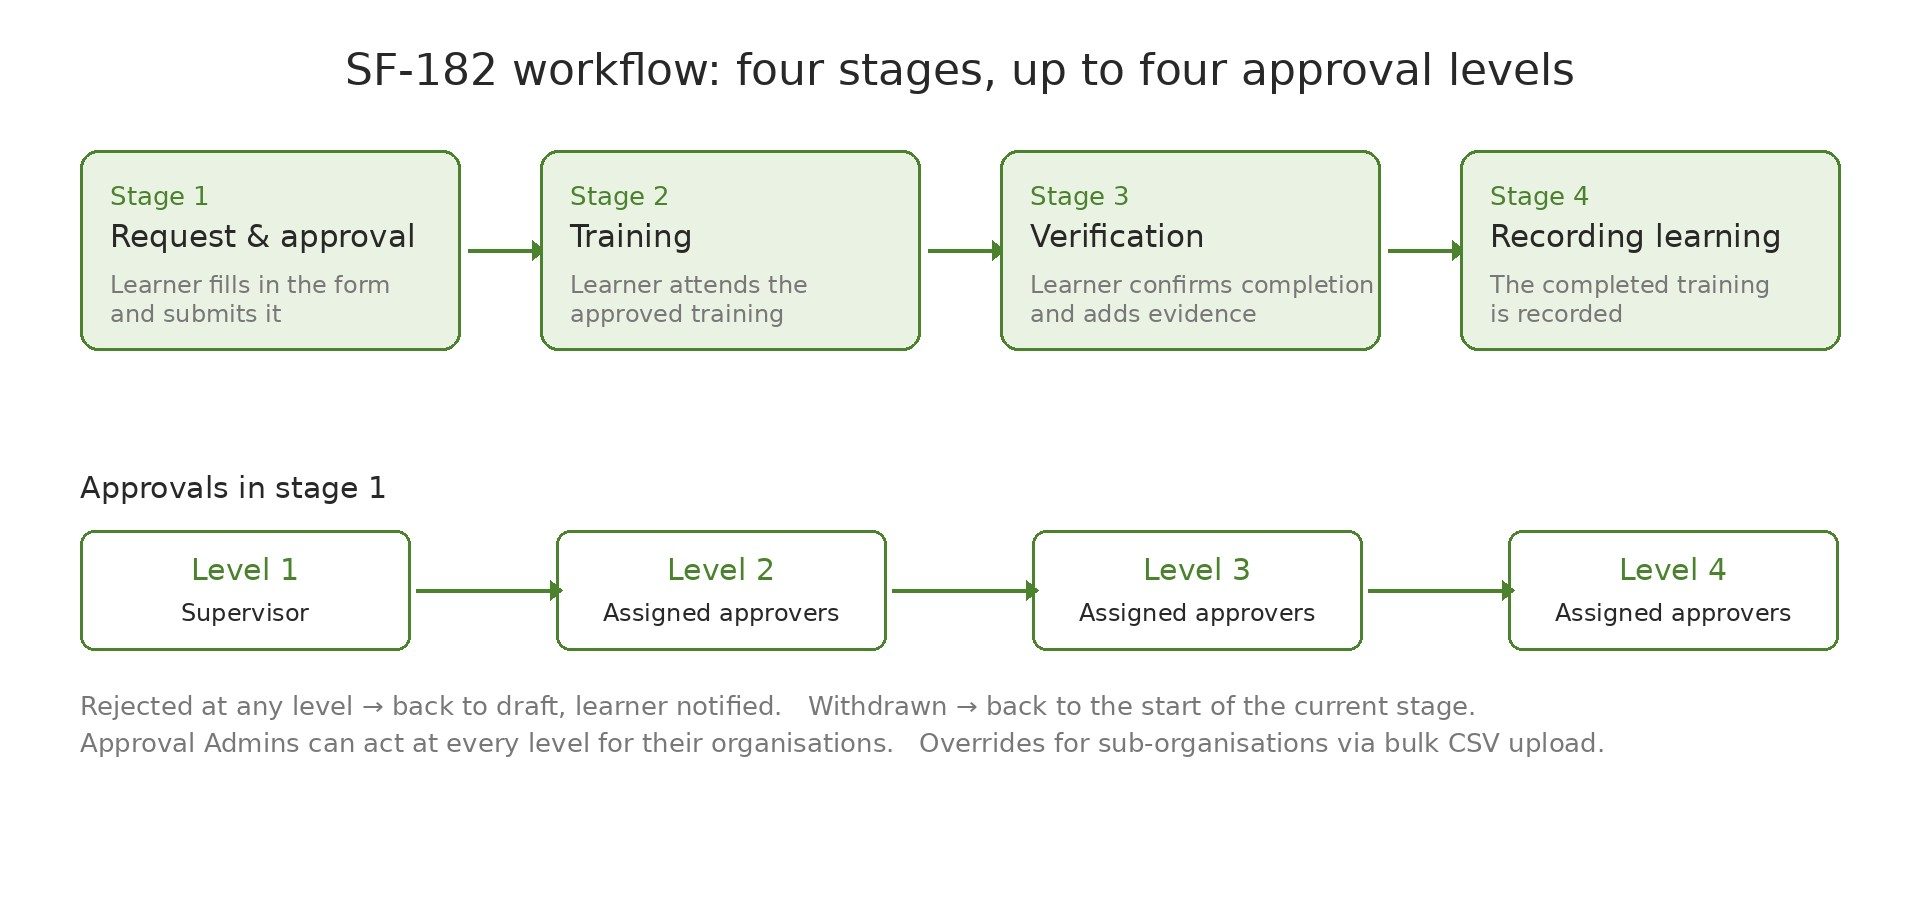 SF-182 workflow: four stages, up to four approval levels
Stage 1
Request & approval
Learner fills in the form
and submits it
Stage 2
Training
Learner attends the
approved training
Stage 3
Verification
Learner confirms completion
and adds evidence
Stage 4
Recording learning
The completed training
is recorded
Approvals in stage 1
Level 1
Supervisor
Level 2
Assigned approvers
Level 3
Assigned approvers
Level 4
Assigned approvers
Rejected at any level → back to draft, learner notified.   Withdrawn → back to the start of the current stage.
Approval Admins can act at every level for their organisations.   Overrides for sub-organisations via bulk CSV upload.